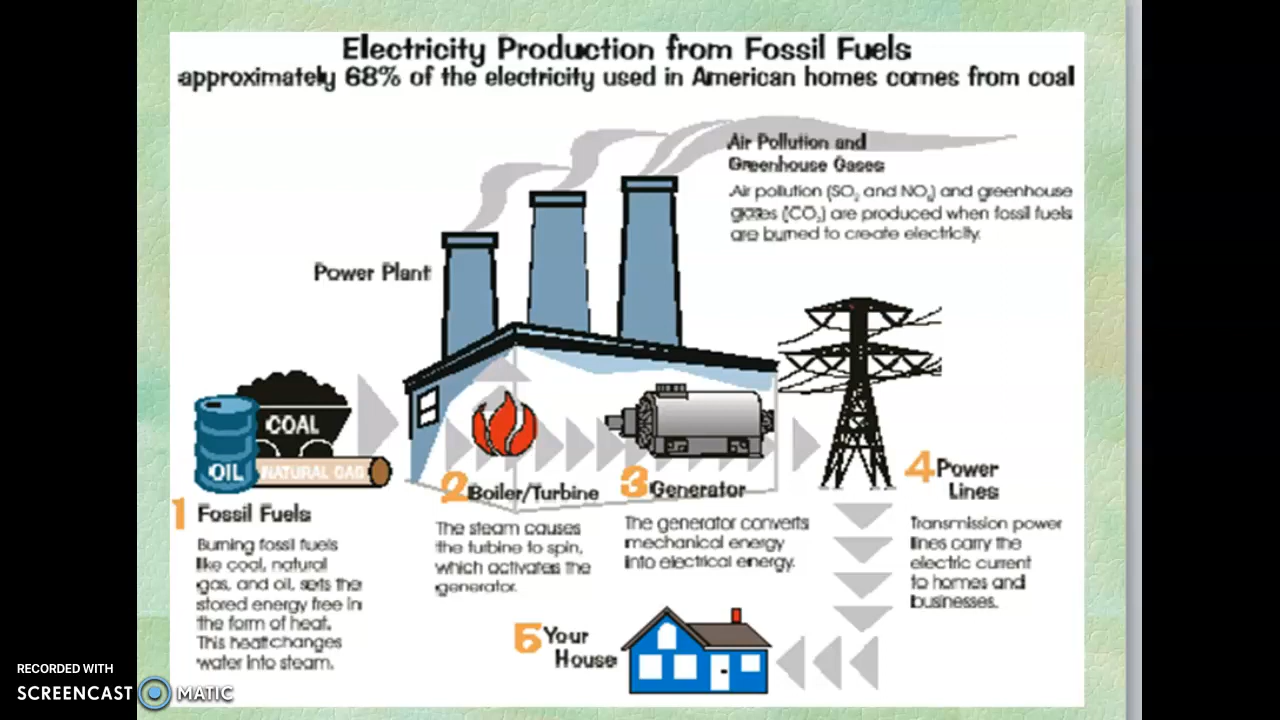 Electricity Production from Fossil Fuels
approximately 68% of the electricity used in American homes comes from coal
Air Pollution and
Greenhouse Gases
Air pollution (SO₂ and NOₓ) and greenhouse
gases (CO₂) are produced when fossil fuels
are burned to create electricity.
Power Plant
COAL
OIL
NATURAL GAS
1 Fossil Fuels
Burning fossil fuels
like coal, natural
gas, and oil, sets the
stored energy free in
the form of heat.
This heat changes
water into steam.
2 Boiler/Turbine
The steam causes
the turbine to spin,
which activates the
generator.
3 Generator
The generator converts
mechanical energy
into electrical energy.
4 Power
Lines
Transmission power
lines carry the
electric current
to homes and
businesses.
5 Your
House
RECORDED WITH
SCREENCAST MATIC